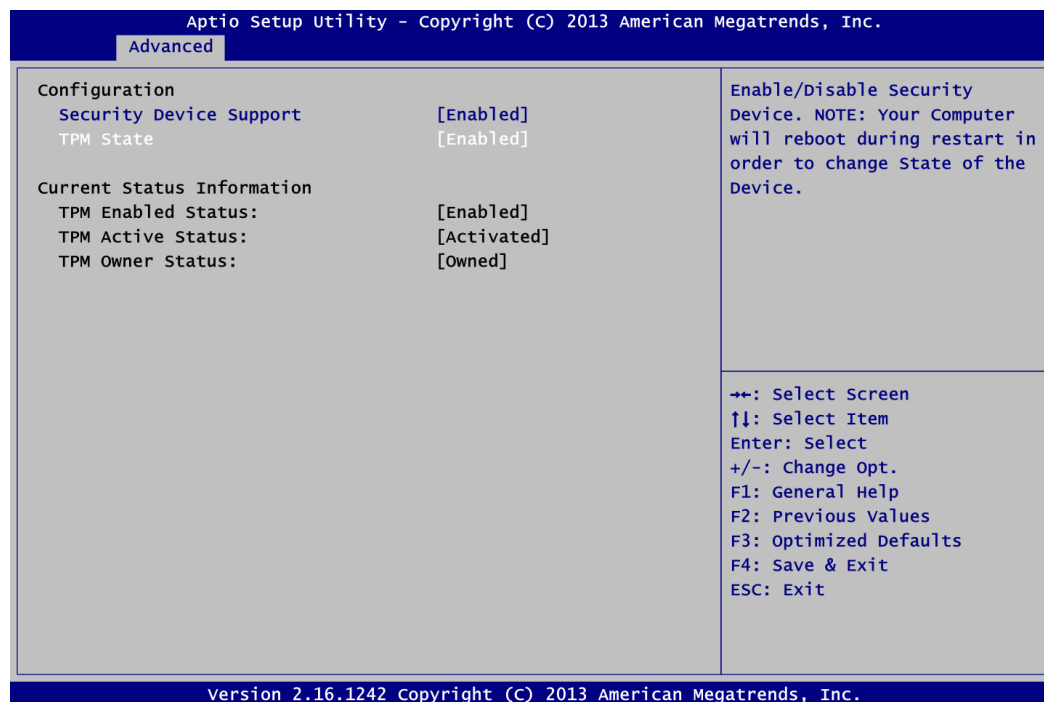 Aptio Setup Utility - Copyright (C) 2013 American Megatrends, Inc.
Advanced
Configuration
Security Device Support [Enabled]
TPM State [Enabled]
Current Status Information
TPM Enabled Status: [Enabled]
TPM Active Status: [Activated]
TPM Owner Status: [Owned]
Enable/Disable Security
Device. NOTE: Your Computer
will reboot during restart in
order to change State of the
Device.
→←: Select Screen
↑↓: Select Item
Enter: Select
+/-: Change Opt.
F1: General Help
F2: Previous Values
F3: Optimized Defaults
F4: Save & Exit
ESC: Exit
Version 2.16.1242 Copyright (C) 2013 American Megatrends, Inc.